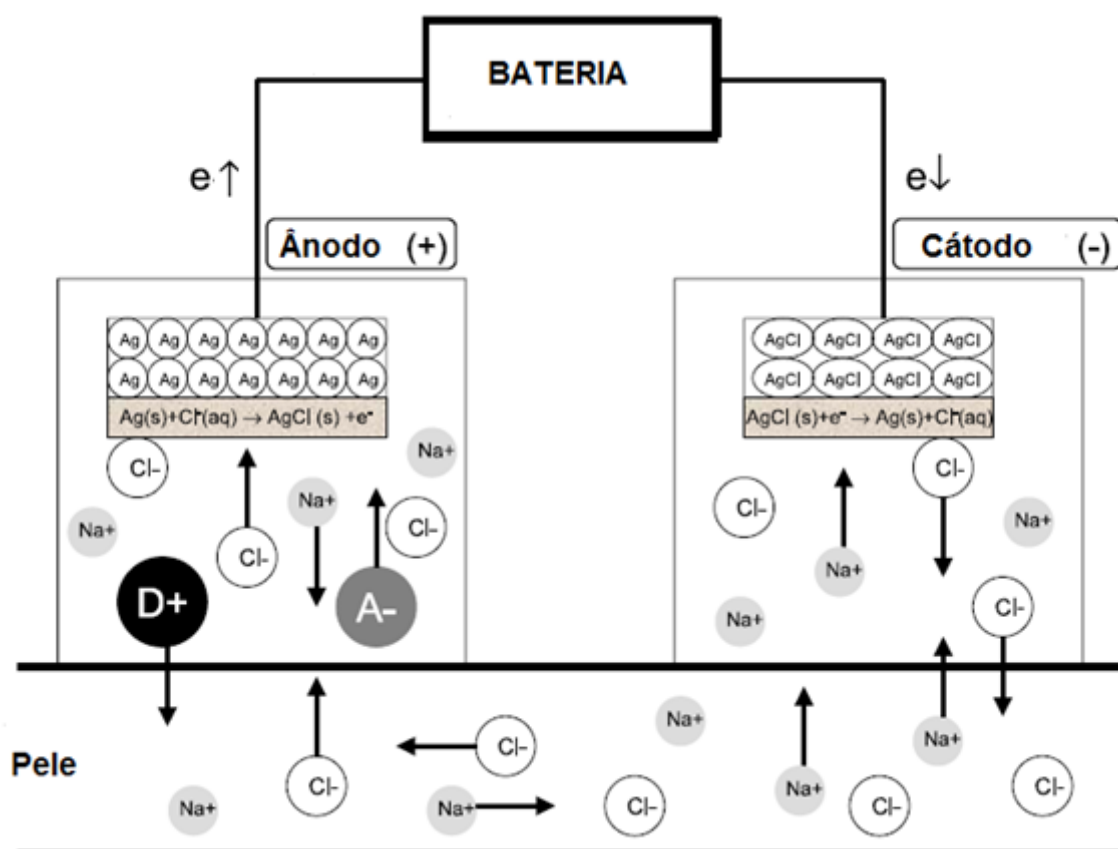 BATERIA
e ↑
e↓
Ânodo (+)
Cátodo (-)
Ag Ag Ag Ag Ag Ag Ag
Ag Ag Ag Ag Ag Ag Ag
Ag(s)+Cl⁻(aq) → AgCl (s) +e⁻
AgCl AgCl AgCl AgCl
AgCl AgCl AgCl AgCl
AgCl (s)+e⁻ → Ag(s)+Cl⁻(aq)
Cl-
Na+
Na+
Cl-
Na+
Cl-
D+
A-
Cl-
Cl-
Na+
Na+
Cl-
Na+
Pele
Cl-
Na+
Cl-
Na+
Na+
Cl-
Na+
Cl-
Na+
Cl-